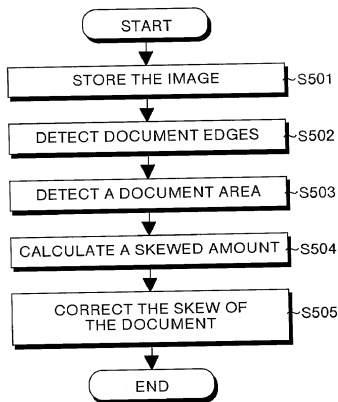 START
STORE THE IMAGE
S501
DETECT DOCUMENT EDGES
S502
DETECT A DOCUMENT AREA
S503
CALCULATE A SKEWED AMOUNT
S504
CORRECT THE SKEW OF
THE DOCUMENT
S505
END